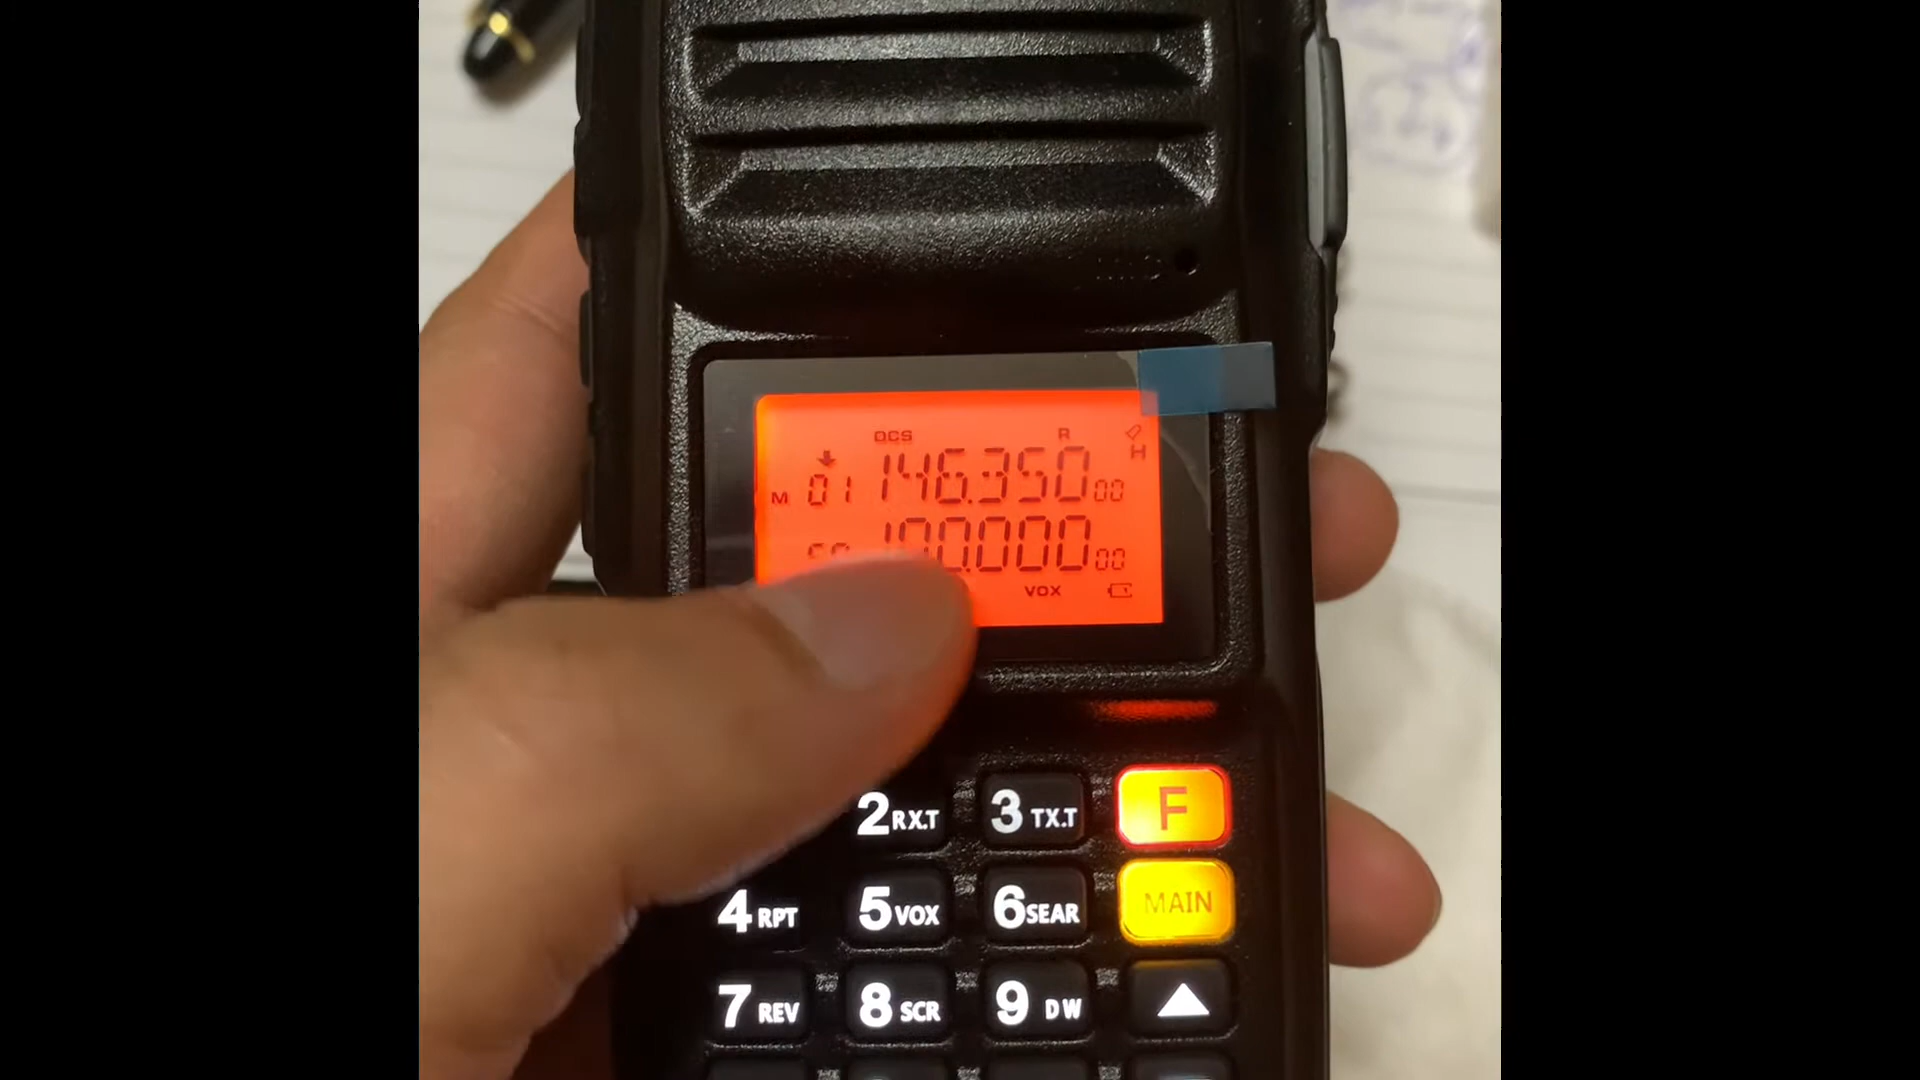 MIC
DCS R
H
M 01 146.350 00
100.000 00
VOX
2 RX.T 3 TX.T F
4 RPT 5 VOX 6 SEAR MAIN
7 REV 8 SCR 9 DW